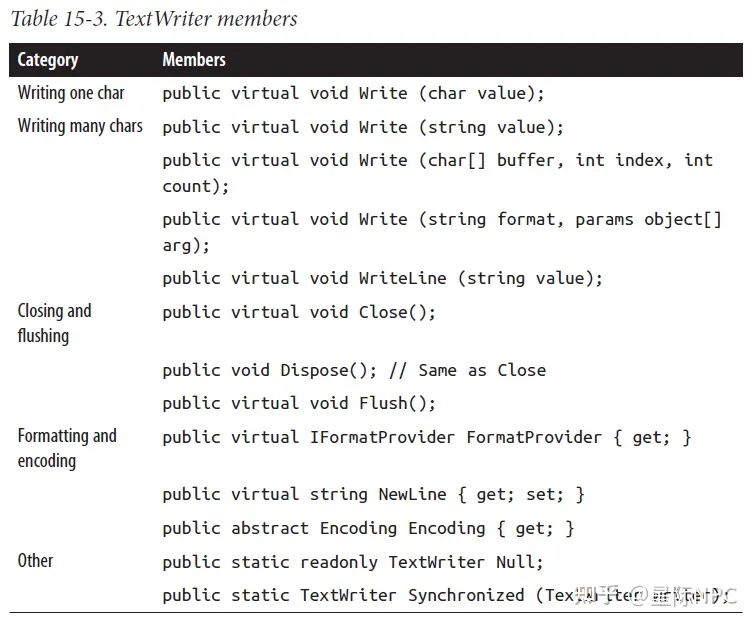 Table 15-3. TextWriter members
Category Members
Writing one char public virtual void Write (char value);
Writing many chars public virtual void Write (string value);
public virtual void Write (char[] buffer, int index, int
count);
public virtual void Write (string format, params object[]
arg);
public virtual void WriteLine (string value);
Closing and public virtual void Close();
flushing
public void Dispose(); // Same as Close
public virtual void Flush();
Formatting and public virtual IFormatProvider FormatProvider { get; }
encoding
public virtual string NewLine { get; set; }
public abstract Encoding Encoding { get; }
Other public static readonly TextWriter Null;
public static TextWriter Synchronized (TextWriter writer);
知乎 @星际NPC